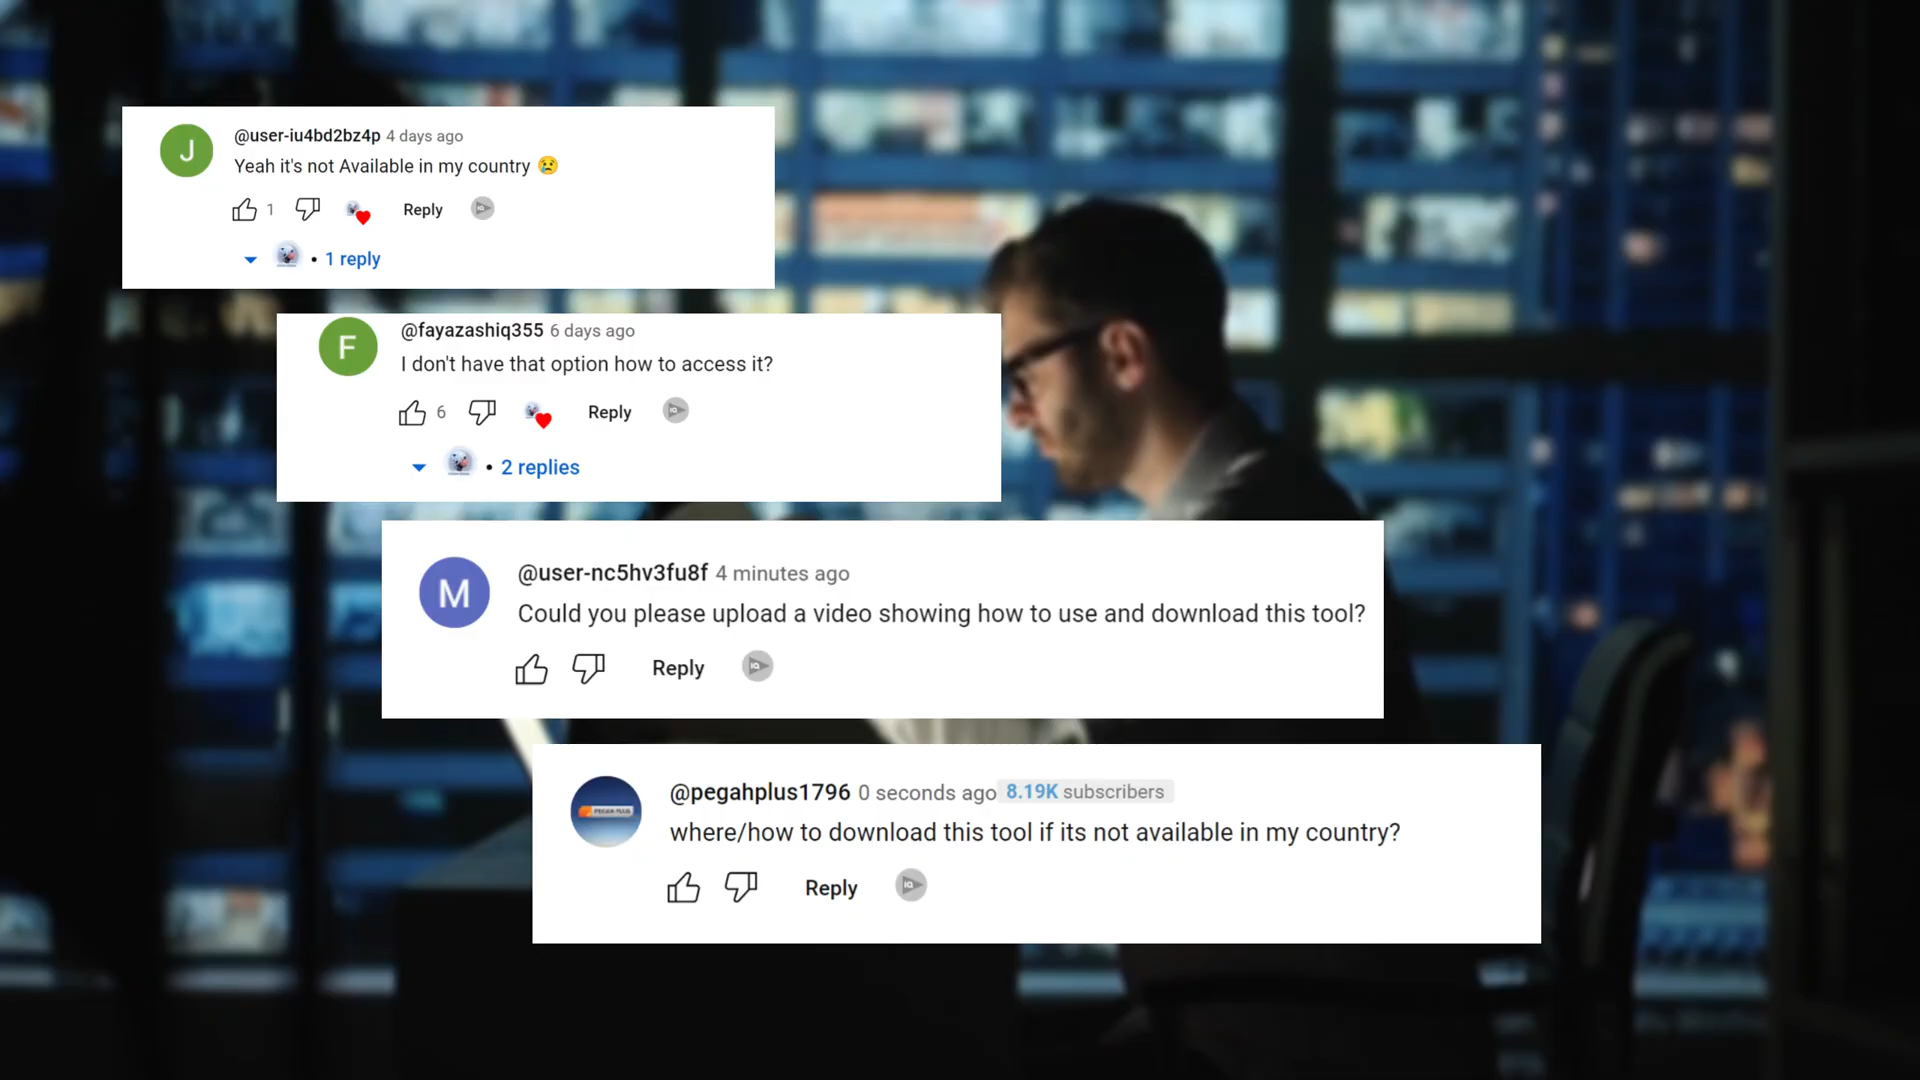 J
@user-iu4bd2bz4p 4 days ago
Yeah it's not Available in my country 😢
1 Reply
• 1 reply
F
@fayazashiq355 6 days ago
I don't have that option how to access it?
6 Reply
• 2 replies
M
@user-nc5hv3fu8f 4 minutes ago
Could you please upload a video showing how to use and download this tool?
Reply
PEGAH PLUS
@pegahplus1796 0 seconds ago 8.19K subscribers
where/how to download this tool if its not available in my country?
Reply